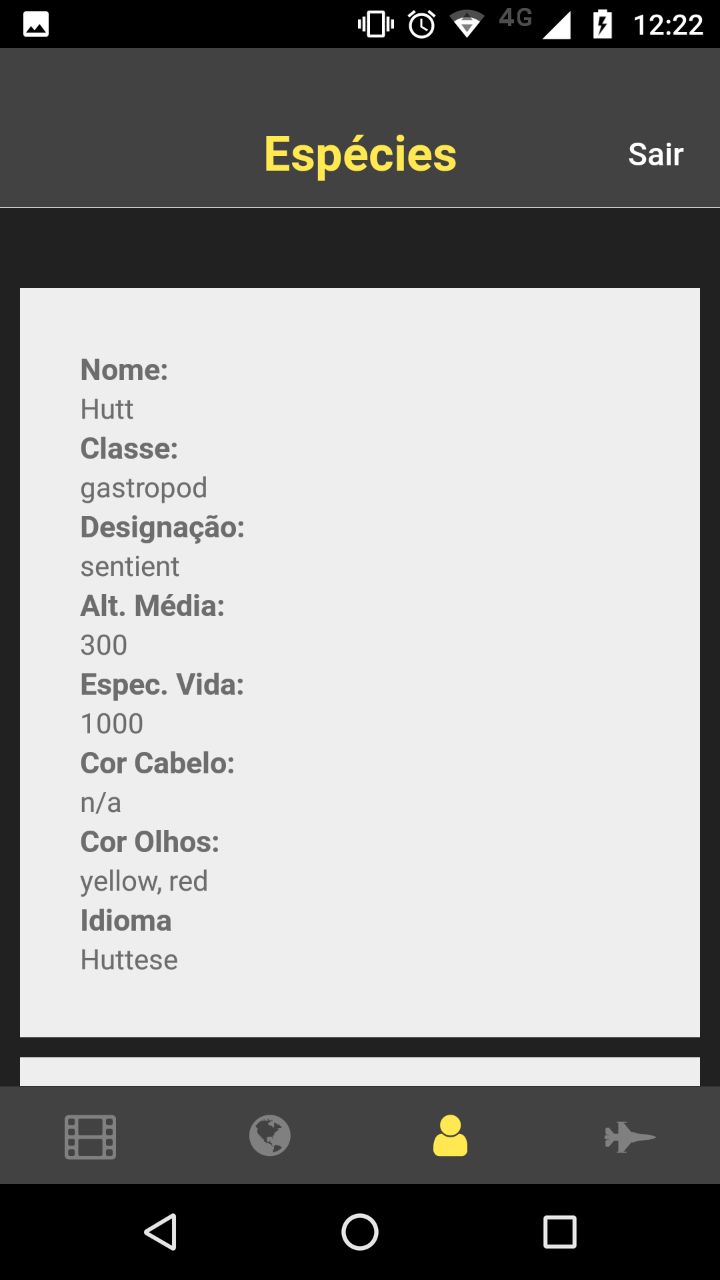 4G 12:22
Espécies
Sair
Nome:
Hutt
Classe:
gastropod
Designação:
sentient
Alt. Média:
300
Espec. Vida:
1000
Cor Cabelo:
n/a
Cor Olhos:
yellow, red
Idioma
Huttese